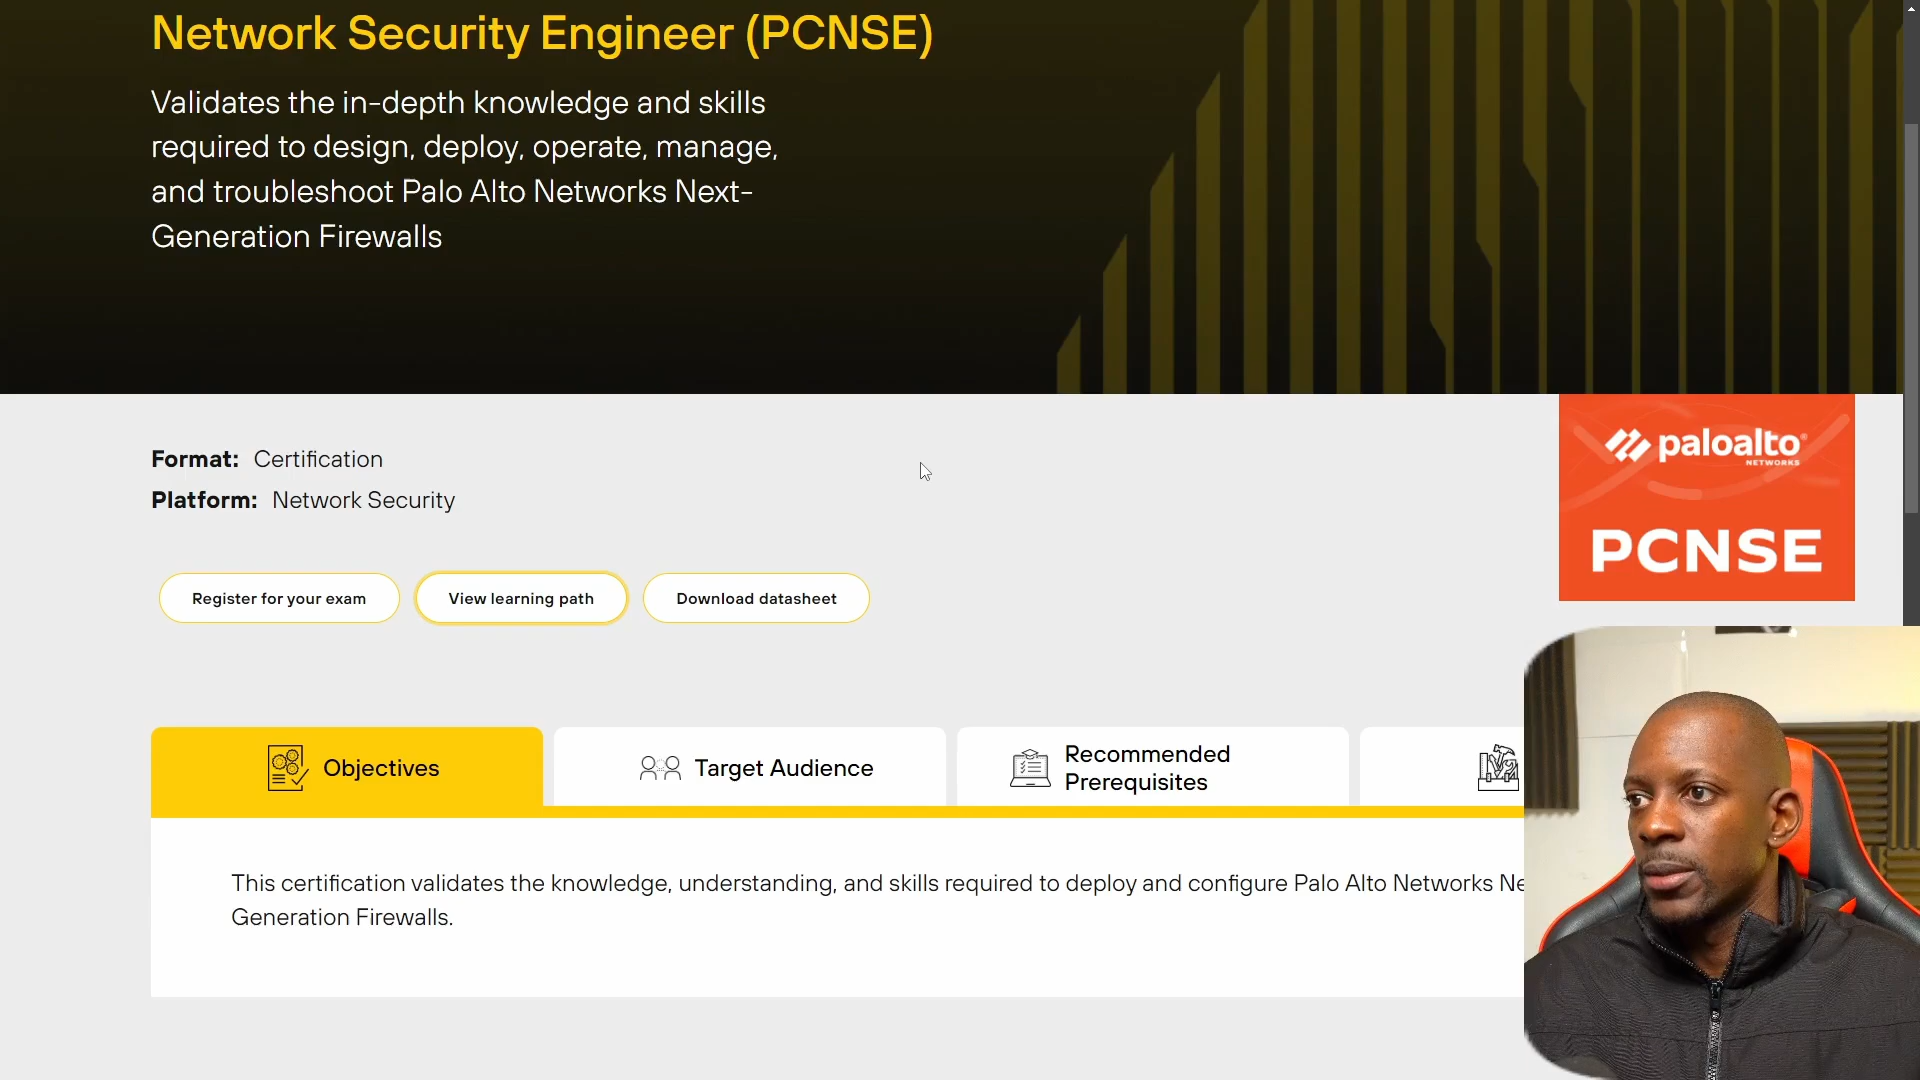 Network Security Engineer (PCNSE)
Validates the in-depth knowledge and skills
required to design, deploy, operate, manage,
and troubleshoot Palo Alto Networks Next-
Generation Firewalls
Format: Certification
Platform: Network Security
paloalto®
NETWORKS
PCNSE
Register for your exam
View learning path
Download datasheet
Objectives
Target Audience
Recommended
Prerequisites
This certification validates the knowledge, understanding, and skills required to deploy and configure Palo Alto Networks Ne
Generation Firewalls.